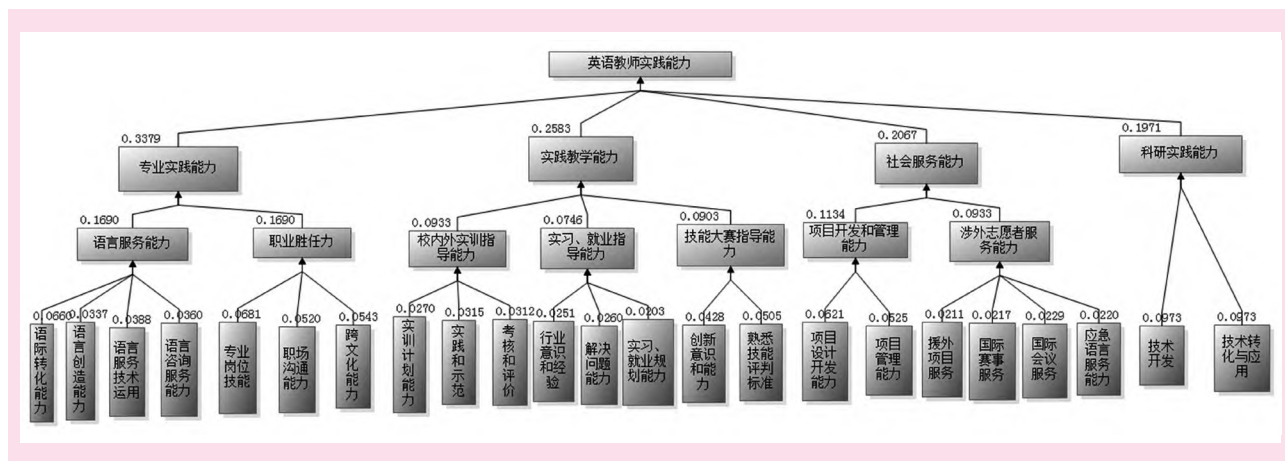 英语教师实践能力
0.3379
专业实践能力
0.2583
实践教学能力
0.2067
社会服务能力
0.1971
科研实践能力
0.1690
语言服务能力
0.1690
职业胜任力
0.0933
校内外实训指
导能力
0.0746
实习、就业指
导能力
0.0903
技能大赛指导能
力
0.1134
项目开发和管理
能力
0.0933
涉外志愿者服
务能力
0.0660
语际转化能力
0.0337
语言创造能力
0.0388
语言
服务
技术
运用
0.0360
语言
咨询
服务
能力
0.0681
专业
岗位
技能
0.0520
职场
沟通
能力
0.0543
跨文化能力
0.0270
实训计划能力
0.0315
实践和示范
0.0312
考核和评价
0.0251
行业
意识
和经
验
0.0260
解决
问题
能力
0.0203
实习、
就业规
划能力
0.0428
创新
意识
和能
力
0.0505
熟悉
技能
评判
标准
项目
设计
开发
能力
0.0525
项目
管理
能力
0.0211
援外
项目
服务
0.0217
国际
赛事
服务
0.0229
国际
会议
服务
0.0220
应急
语言
服务
能力
0.0973
技术
开发
0.0973
技术转
化与应
用